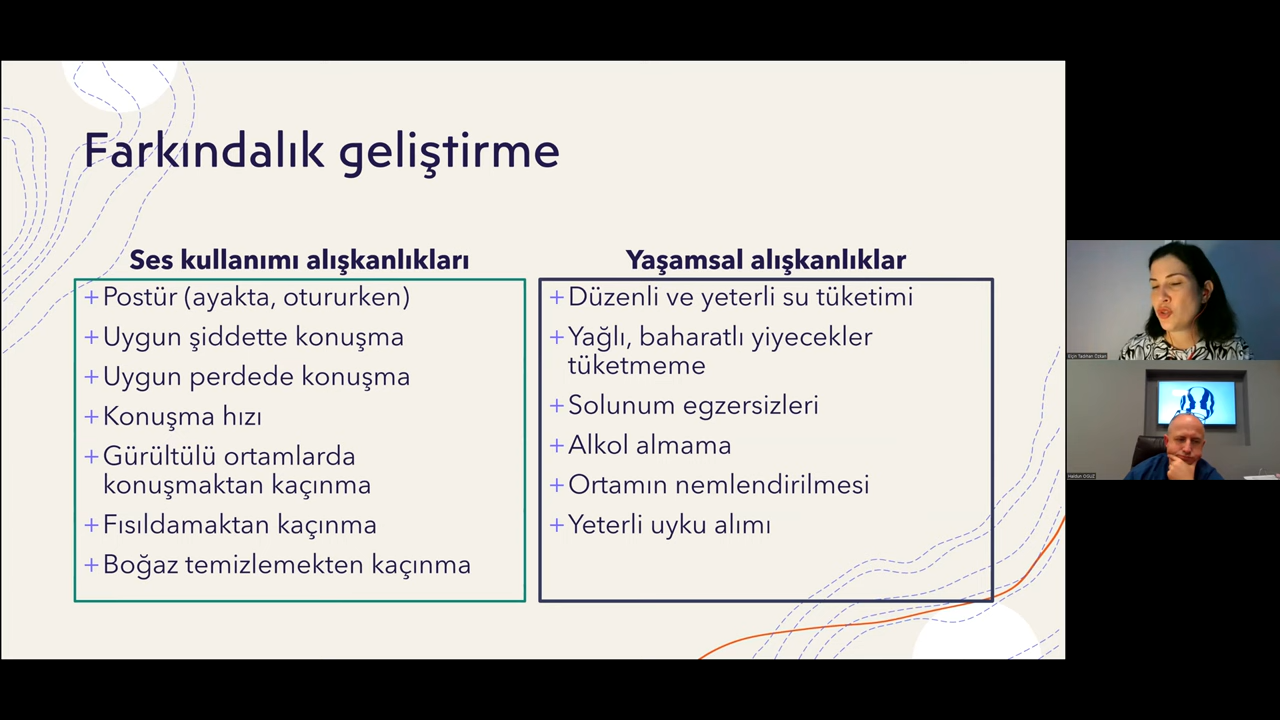 Farkındalık geliştirme
Ses kullanımı alışkanlıkları
+Postür (ayakta, otururken)
+Uygun şiddette konuşma
+Uygun perdede konuşma
+Konuşma hızı
+Gürültülü ortamlarda
konuşmaktan kaçınma
+Fısıldamaktan kaçınma
+Boğaz temizlemekten kaçınma
Yaşamsal alışkanlıklar
+Düzenli ve yeterli su tüketimi
+Yağlı, baharatlı yiyecekler
tüketmeme
+Solunum egzersizleri
+Alkol almama
+Ortamın nemlendirilmesi
+Yeterli uyku alımı